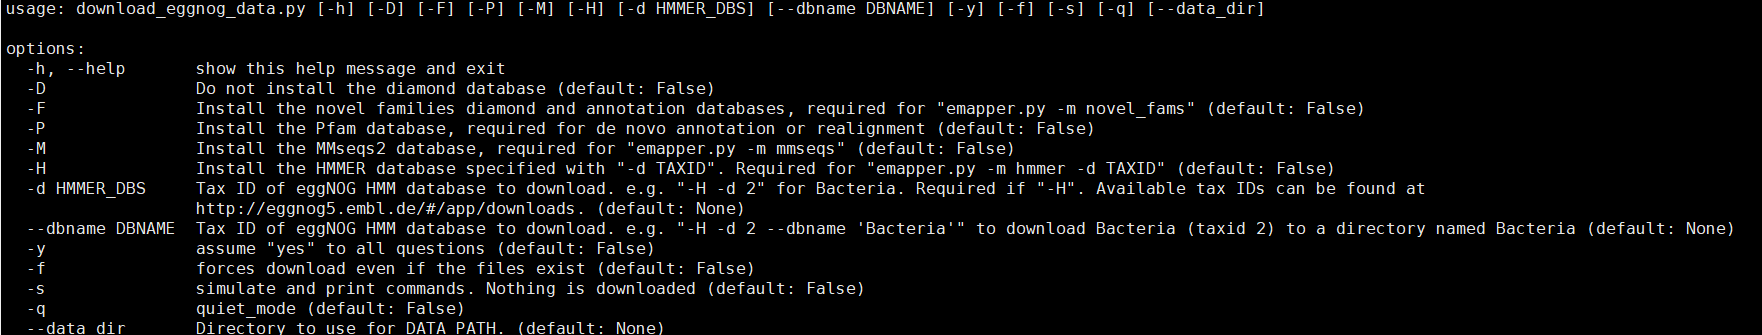 usage: download_eggnog_data.py [-h] [-D] [-F] [-P] [-M] [-H] [-d HMMER_DBS] [--dbname DBNAME] [-y] [-f] [-s] [-q] [--data_dir]
options:
-h, --help show this help message and exit
-D Do not install the diamond database (default: False)
-F Install the novel families diamond and annotation databases, required for "emapper.py -m novel_fams" (default: False)
-P Install the Pfam database, required for de novo annotation or realignment (default: False)
-M Install the MMseqs2 database, required for "emapper.py -m mmseqs" (default: False)
-H Install the HMMER database specified with "-d TAXID". Required for "emapper.py -m hmmer -d TAXID" (default: False)
-d HMMER_DBS Tax ID of eggNOG HMM database to download. e.g. "-H -d 2" for Bacteria. Required if "-H". Available tax IDs can be found at
http://eggnog5.embl.de/#/app/downloads. (default: None)
--dbname DBNAME Tax ID of eggNOG HMM database to download. e.g. "-H -d 2 --dbname 'Bacteria'" to download Bacteria (taxid 2) to a directory named Bacteria (default: None)
-y assume "yes" to all questions (default: False)
-f forces download even if the files exist (default: False)
-s simulate and print commands. Nothing is downloaded (default: False)
-q quiet_mode (default: False)
--data_dir Directory to use for DATA_PATH. (default: None)